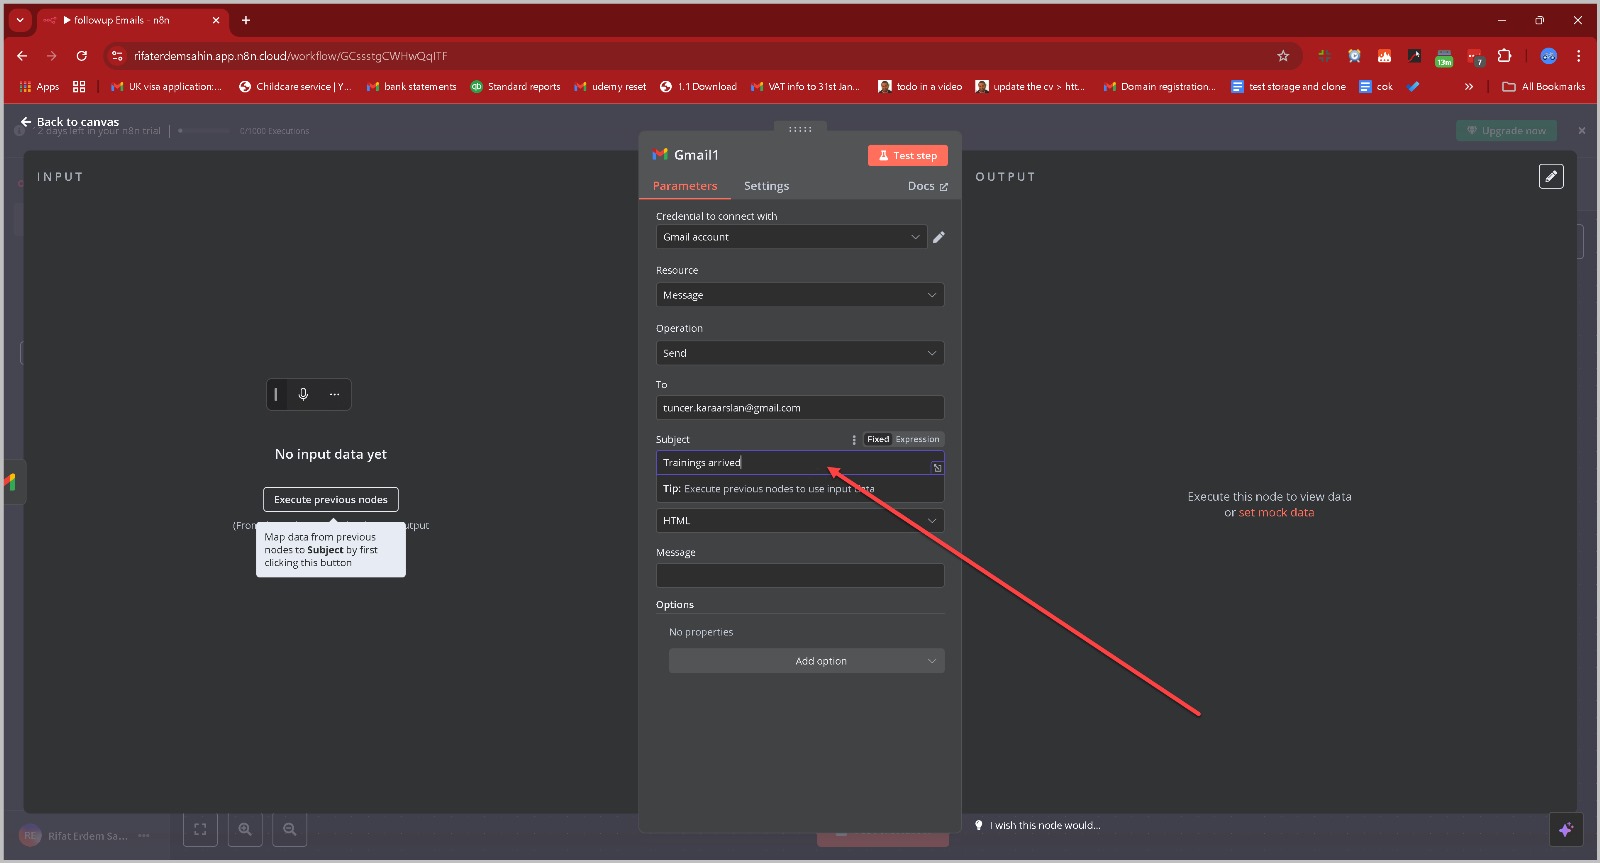 followup Emails - n8n
rifaterdemsahin.app.n8n.cloud/workflow/GCssstgCWHwQqITF
13m
7
Apps
UK visa application:...
Childcare service | Y...
bank statements
Standard reports
udemy reset
1.1 Download
VAT info to 31st Jan...
todo in a video
update the cv > htt...
Domain registration...
test storage and clone
cok
All Bookmarks
Back to canvas
2 days left in your n8n trial
0/1000 Executions
Upgrade now
INPUT
Gmail1
Test step
OUTPUT
Parameters
Settings
Docs
Credential to connect with
Gmail account
Resource
Message
Operation
Send
To
tuncer.karaarslan@gmail.com
Subject
Fixed
Expression
Trainings arrived
Tip: Execute previous nodes to use input data
HTML
Message
Options
No properties
Add option
No input data yet
Execute previous nodes
Map data from previous
nodes to Subject by first
clicking this button
Execute this node to view data
or set mock data
RE
Rifat Erdem Sa...
I wish this node would...